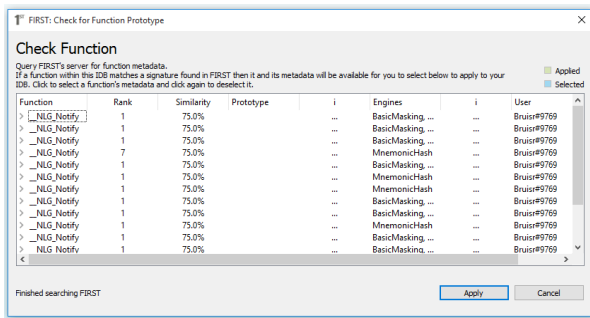 FIRST: Check for Function Prototype
Check Function
Query FIRST's server for function metadata.
If a function within this IDB matches a signature found in FIRST then it and its metadata will be available for you to select below to apply to your
IDB. Click to select a function's metadata and click again to deselect it.
Applied
Selected
Function Rank Similarity Prototype i Engines i User
> __NLG_Notify 1 75.0% ... BasicMasking, ... ... Bruisr#9769
> __NLG_Notify 1 75.0% ... BasicMasking, ... ... Bruisr#9769
> __NLG_Notify 1 75.0% ... BasicMasking, ... ... Bruisr#9769
> __NLG_Notify 7 75.0% ... MnemonicHash ... Bruisr#9769
> __NLG_Notify 1 75.0% ... BasicMasking, ... ... Bruisr#9769
> __NLG_Notify 1 75.0% ... MnemonicHash ... Bruisr#9769
> __NLG_Notify 1 75.0% ... MnemonicHash ... Bruisr#9769
> __NLG_Notify 1 75.0% ... BasicMasking, ... ... Bruisr#9769
> __NLG_Notify 1 75.0% ... BasicMasking, ... ... Bruisr#9769
> __NLG_Notify 1 75.0% ... MnemonicHash ... Bruisr#9769
> __NLG_Notify 1 75.0% ... BasicMasking, ... ... Bruisr#9769
> __NLG_Notify 1 75.0% ... BasicMasking, ... ... Bruisr#9769
Finished searching FIRST
Apply Cancel